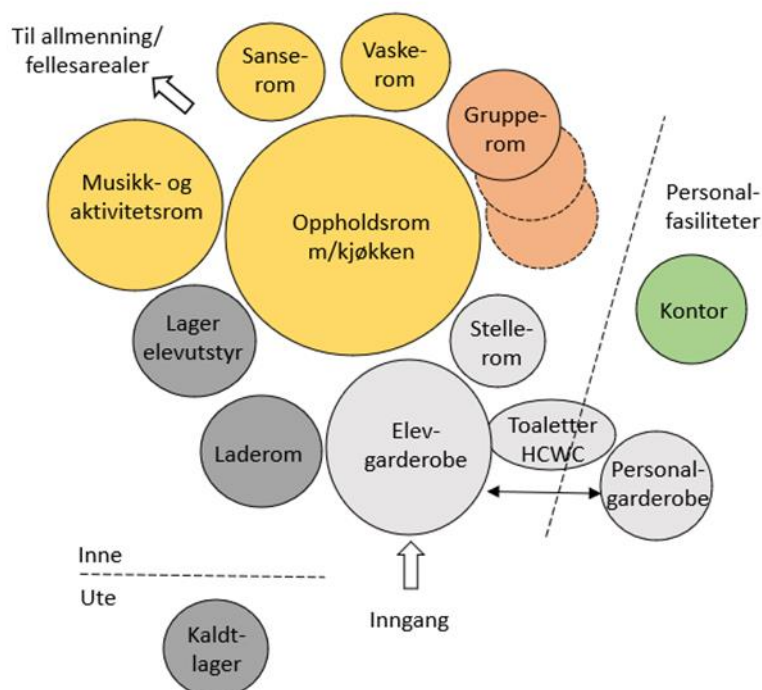 Til allmenning/
fellesarealer
Sanse-
rom
Vaske-
rom
Gruppe-
rom
Musikk- og
aktivitetsrom
Oppholdsrom
m/kjøkken
Personal-
fasiliteter
Kontor
Lager
elevutstyr
Stelle-
rom
Laderom
Elev-
garderobe
Toaletter
HCWC
Personal-
garderobe
Inne
Ute
Inngang
Kaldt-
lager